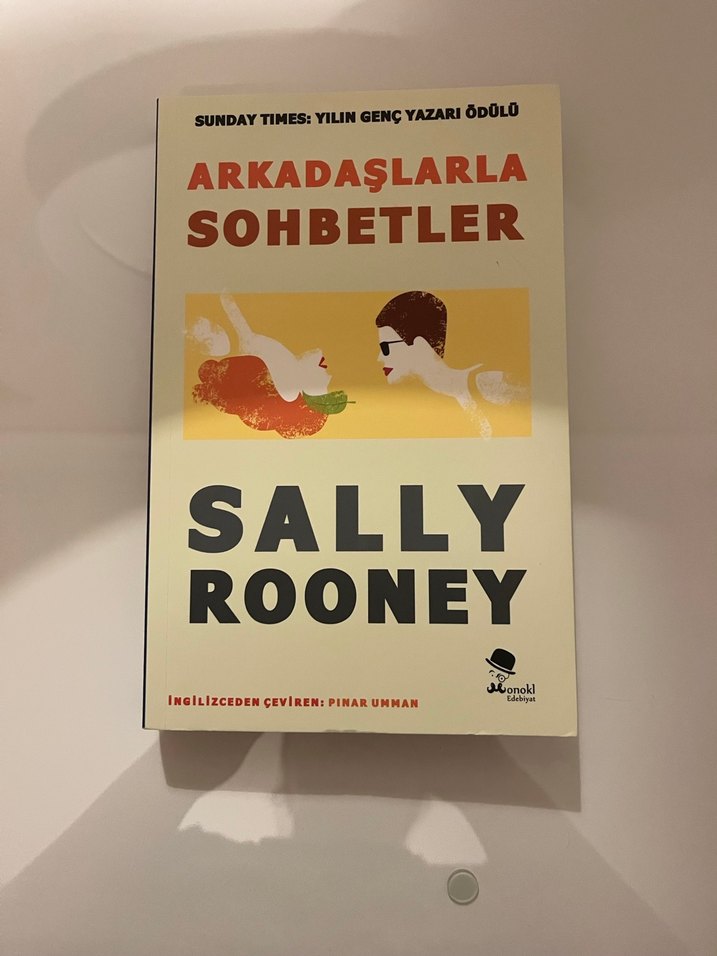 SUNDAY TIMES: YILIN GENÇ YAZARI ÖDÜLÜ
ARKADAŞLARLA
SOHBETLER
SALLY
ROONEY
Monokl
Edebiyat
İNGİLİZCEDEN ÇEVİREN: PINAR UMMAN